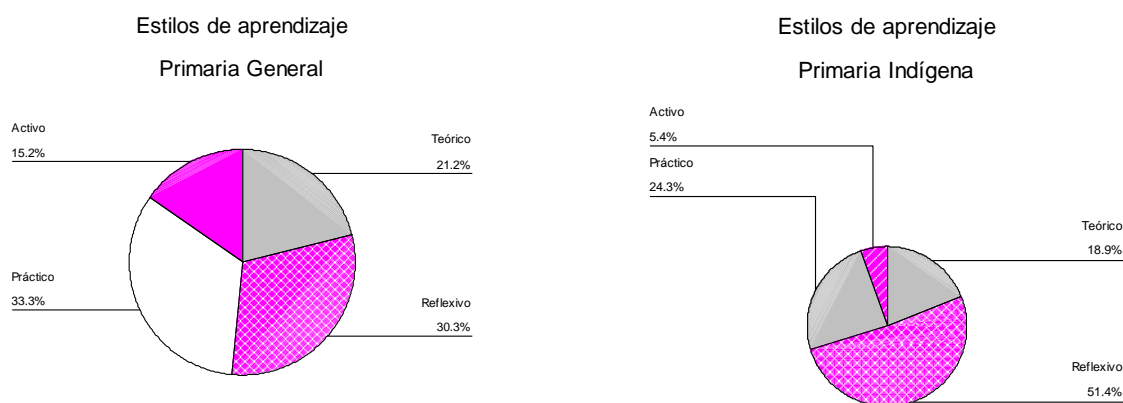 Estilos de aprendizaje
Primaria General
Activo
15.2%
Teórico
21.2%
Práctico
33.3%
Reflexivo
30.3%
Estilos de aprendizaje
Primaria Indígena
Activo
5.4%
Práctico
24.3%
Teórico
18.9%
Reflexivo
51.4%